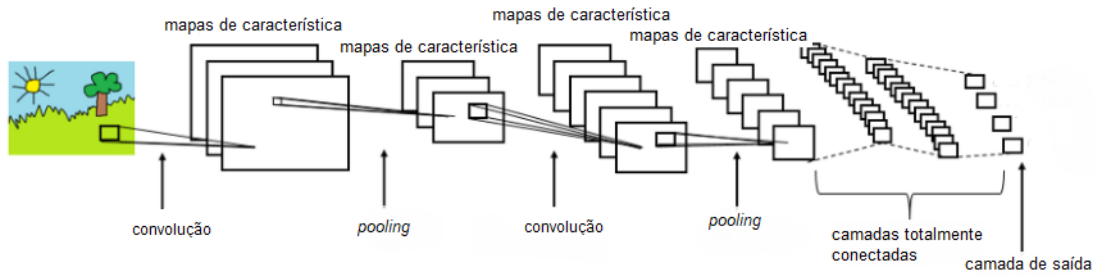 mapas de característica
mapas de característica
mapas de característica
mapas de característica
convolução
pooling
convolução
pooling
camadas totalmente
conectadas
camada de saída